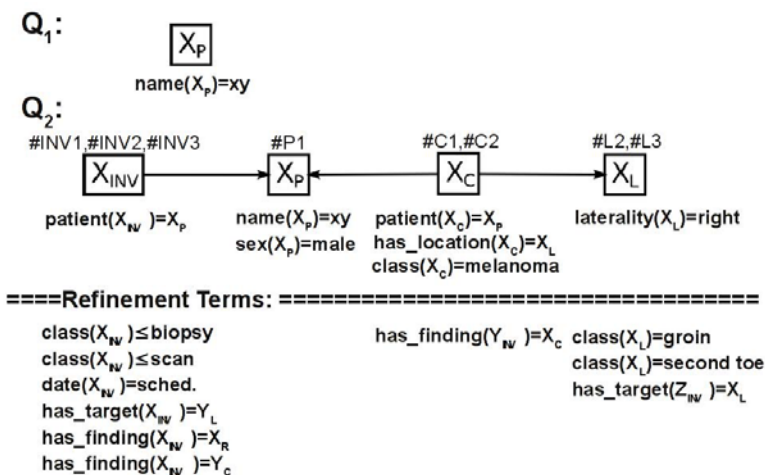 Q1:
XP
name(XP)=xy
Q2:
#INV1,#INV2,#INV3 #P1 #C1,#C2 #L2,#L3
XINV XP XC XL
patient(XINV)=XP name(XP)=xy patient(XC)=XP laterality(XL)=right
sex(XP)=male has_location(XC)=XL
class(XC)=melanoma
====Refinement Terms: ===================================
class(XINV)≤biopsy has_finding(YINV)=XC class(XL)=groin
class(XINV)≤scan class(XL)=second toe
date(XINV)=sched. has_target(ZINV)=XL
has_target(XINV)=YL
has_finding(XINV)=XR
has_finding(XINV)=YC